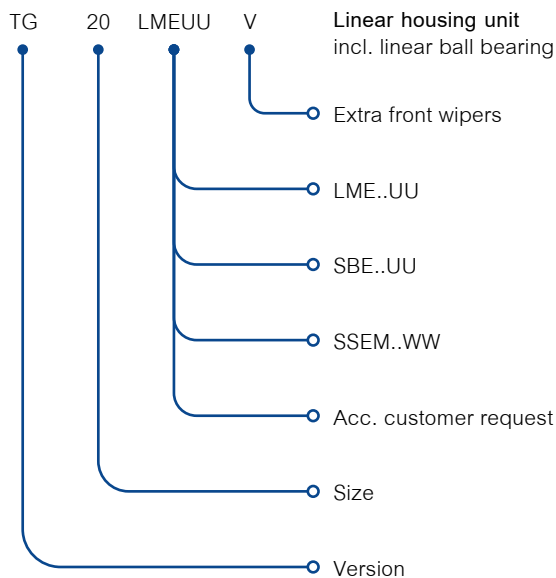 TG 20 LMEUU V Linear housing unit
incl. linear ball bearing
Extra front wipers
LME..UU
SBE..UU
SSEM..WW
Acc. customer request
Size
Version